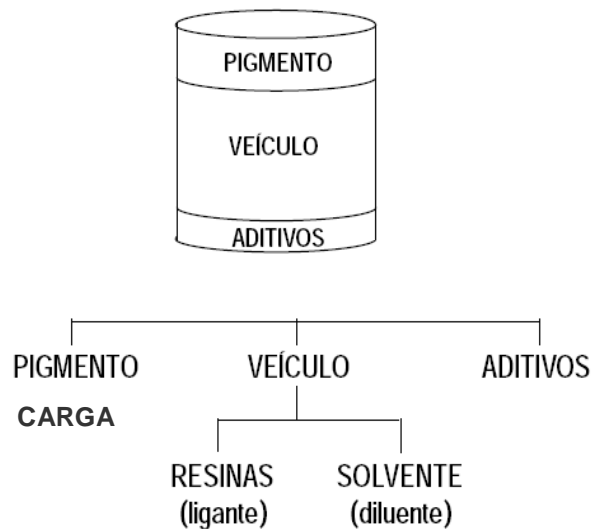 PIGMENTO
VEÍCULO
ADITIVOS
PIGMENTO VEÍCULO ADITIVOS
CARGA
RESINAS SOLVENTE
(ligante) (diluente)